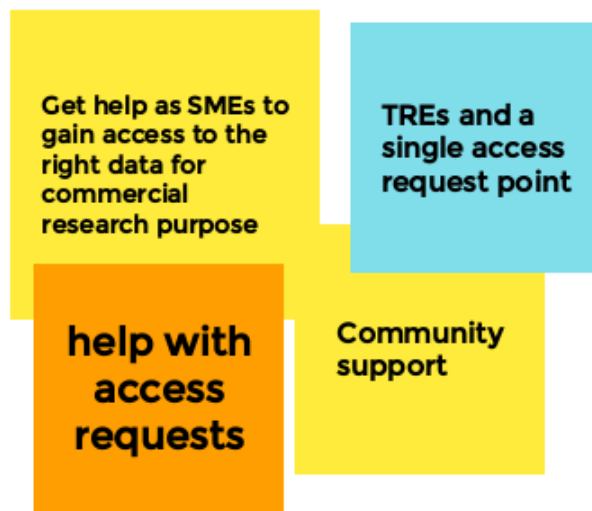 Get help as SMEs to
gain access to the
right data for
commercial
research purpose
TREs and a
single access
request point
help with
access
requests
Community
support